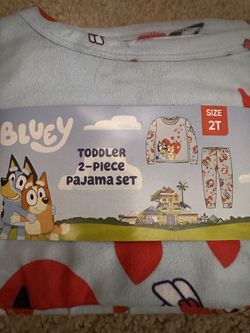 BLUEY
TODDLER
2-PIECE
PAJAMA SET
SIZE
2T